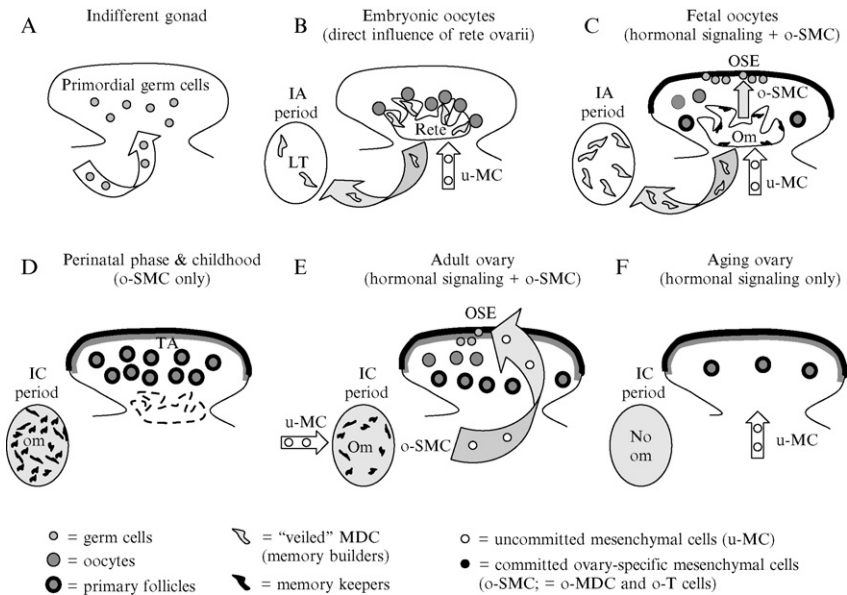 A
Indifferent gonad
Primordial germ cells
B
Embryonic oocytes
(direct influence of rete ovarii)
IA
period
LT
Rete
u-MC
C
Fetal oocytes
(hormonal signaling + o-SMC)
OSE
o-SMC
IA
period
Om
u-MC
D
Perinatal phase & childhood
(o-SMC only)
TA
IC
period
om
E
Adult ovary
(hormonal signaling + o-SMC)
OSE
IC
period
u-MC
Om
o-SMC
F
Aging ovary
(hormonal signaling only)
IC
period
No
om
u-MC
= germ cells
= oocytes
= primary follicles
= “veiled” MDC
(memory builders)
= memory keepers
= uncommitted mesenchymal cells (u-MC)
= committed ovary-specific mesenchymal cells
(o-SMC; = o-MDC and o-T cells)